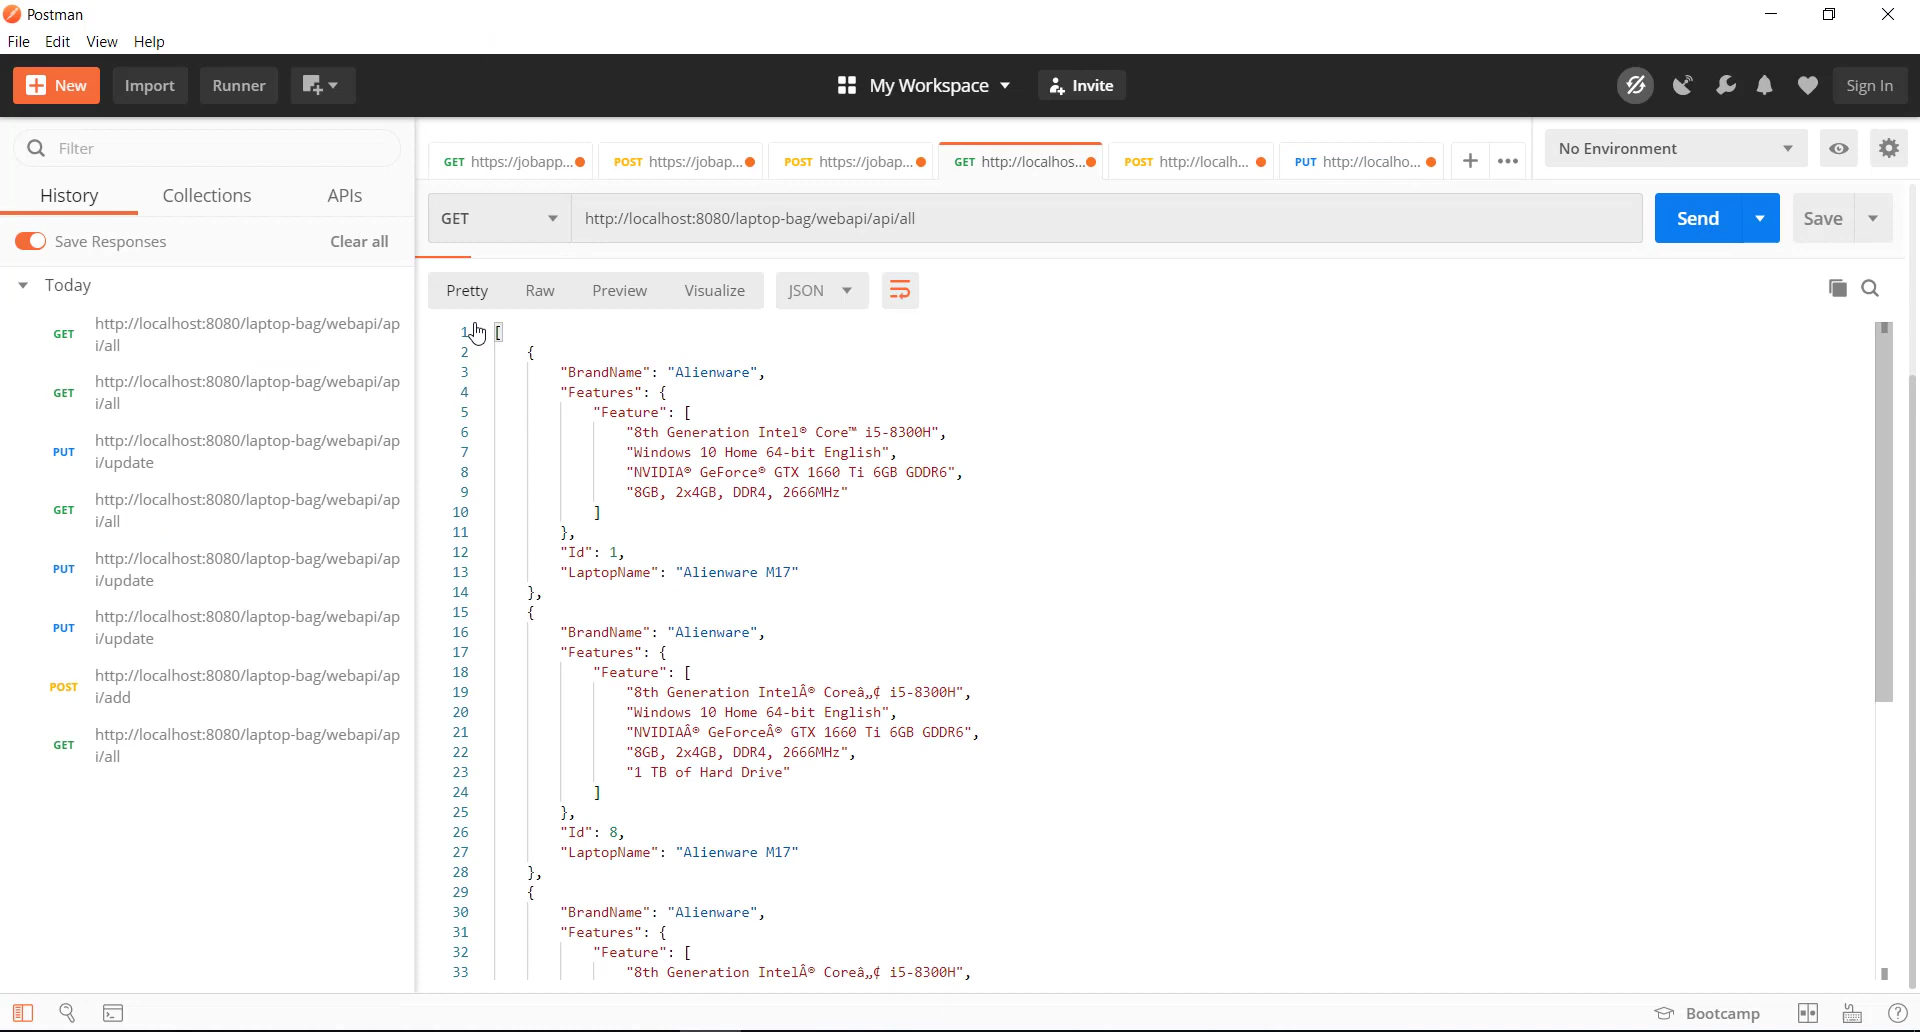 Postman
File Edit View Help
New Import Runner My Workspace Invite Sign In
Filter
History Collections APIs
Save Responses Clear all
Today
GET http://localhost:8080/laptop-bag/webapi/ap
i/all
GET http://localhost:8080/laptop-bag/webapi/ap
i/all
PUT http://localhost:8080/laptop-bag/webapi/ap
i/update
GET http://localhost:8080/laptop-bag/webapi/ap
i/all
PUT http://localhost:8080/laptop-bag/webapi/ap
i/update
PUT http://localhost:8080/laptop-bag/webapi/ap
i/update
POST http://localhost:8080/laptop-bag/webapi/ap
i/add
GET http://localhost:8080/laptop-bag/webapi/ap
i/all
GET https://jobapp... POST https://jobap... POST https://jobap... GET http://localhos... POST http://localh... PUT http://localho...
No Environment
GET http://localhost:8080/laptop-bag/webapi/api/all Send Save
Pretty Raw Preview Visualize JSON
1 [
2 {
3 "BrandName": "Alienware",
4 "Features": {
5 "Feature": [
6 "8th Generation Intel® Core™ i5-8300H",
7 "Windows 10 Home 64-bit English",
8 "NVIDIA® GeForce® GTX 1660 Ti 6GB GDDR6",
9 "8GB, 2x4GB, DDR4, 2666MHz"
10 ]
11 },
12 "Id": 1,
13 "LaptopName": "Alienware M17"
14 },
15 {
16 "BrandName": "Alienware",
17 "Features": {
18 "Feature": [
19 "8th Generation IntelÂ® Coreâ„¢ i5-8300H",
20 "Windows 10 Home 64-bit English",
21 "NVIDIAÂ® GeForceÂ® GTX 1660 Ti 6GB GDDR6",
22 "8GB, 2x4GB, DDR4, 2666MHz",
23 "1 TB of Hard Drive"
24 ]
25 },
26 "Id": 8,
27 "LaptopName": "Alienware M17"
28 },
29 {
30 "BrandName": "Alienware",
31 "Features": {
32 "Feature": [
33 "8th Generation IntelÂ® Coreâ„¢ i5-8300H",
Bootcamp